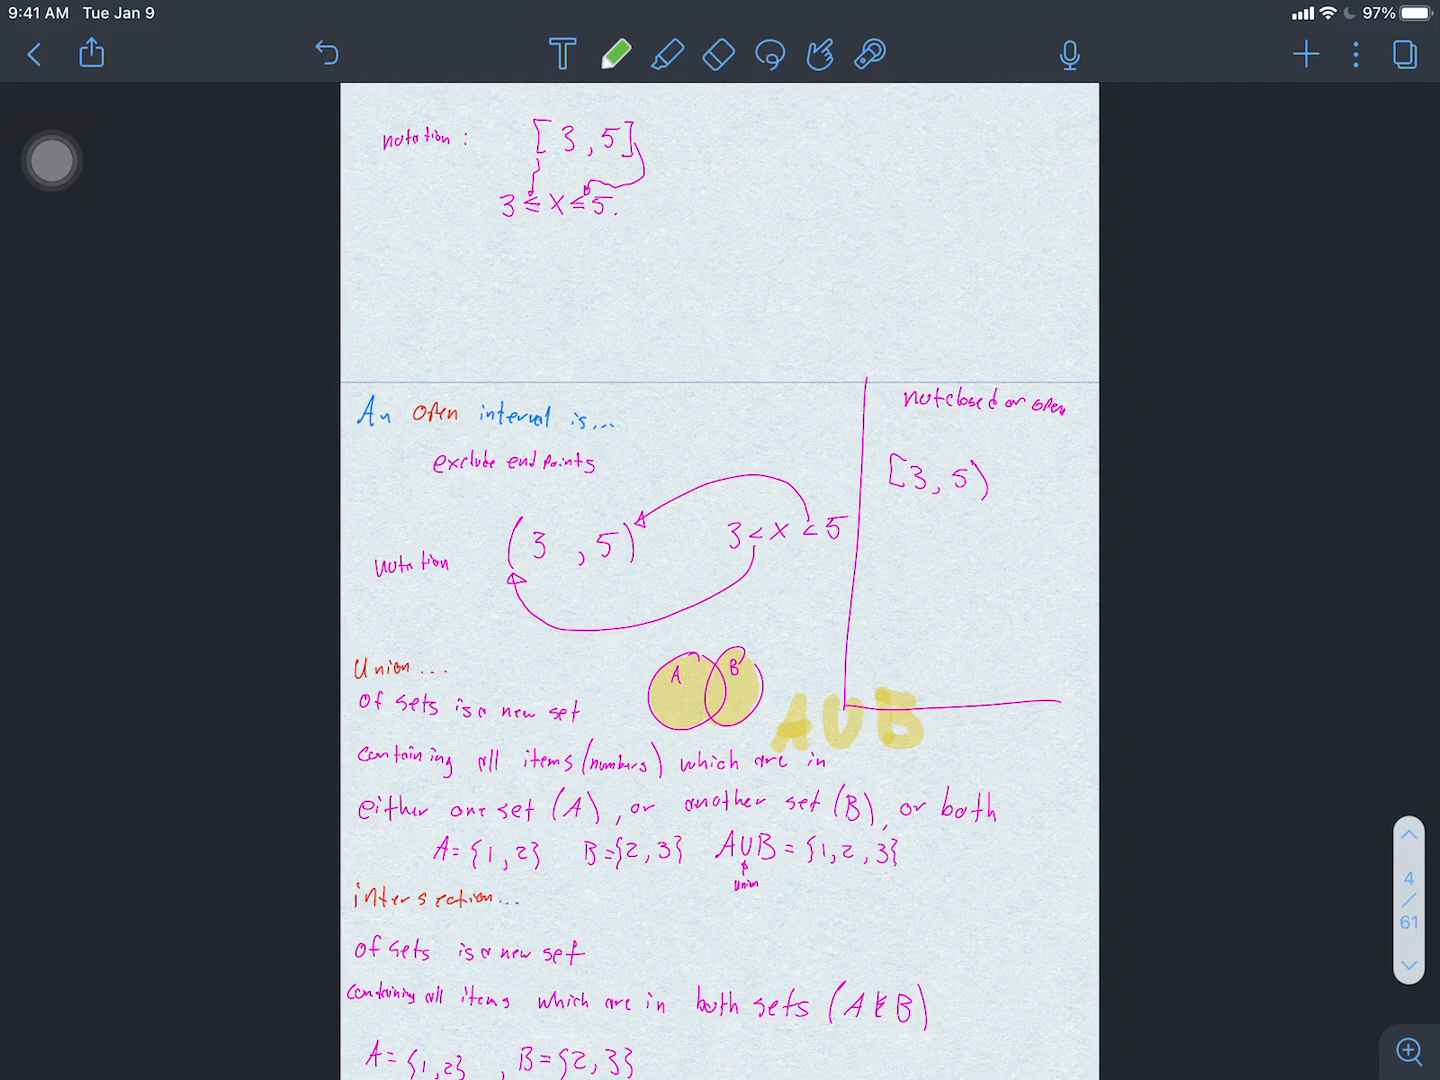 9:41 AM Tue Jan 9
97%
notation : [ 3 , 5 ]
3 ≤ x ≤ 5.
An open interval is...
not closed or open
exclude end points
[3, 5)
notation (3 , 5) 3 < x < 5
Union...
A B
of sets is a new set
A U B
containing all items (numbers) which are in
either one set (A), or another set (B), or both
A = {1, 2} B = {2, 3} A U B = {1, 2, 3}
union
intersection...
of sets is a new set
containing all items which are in both sets (A & B)
A = {1, 2} , B = {2, 3}
4
/
61